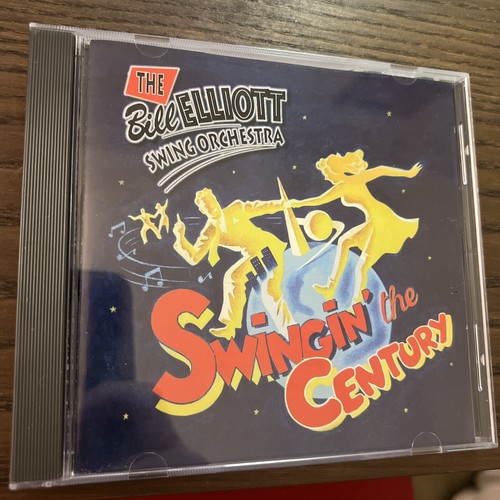 THE
Bill ELLIOTT
SWING ORCHESTRA
SWINGIN' the
CENTURY